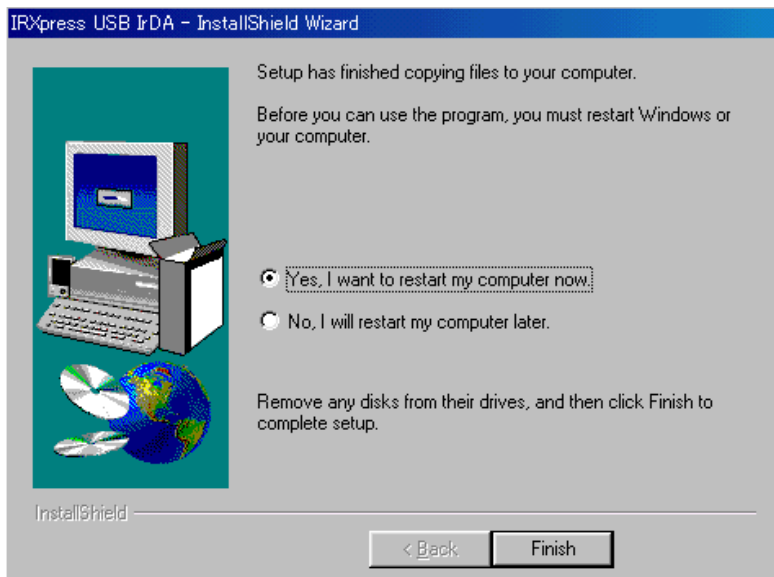 IRXpress USB IrDA - InstallShield Wizard
Setup has finished copying files to your computer.
Before you can use the program, you must restart Windows or
your computer.
Yes, I want to restart my computer now.
No, I will restart my computer later.
Remove any disks from their drives, and then click Finish to
complete setup.
InstallShield
< Back
Finish